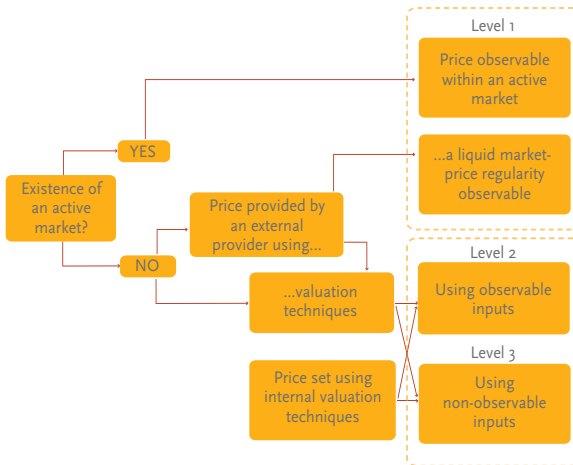 Level 1
Price observable
within an active
market
YES
...a liquid market-
price regularity
observable
Existence of
an active
market?
Price provided by
an external
provider using...
NO
Level 2
...valuation
techniques
Using observable
inputs
Level 3
Price set using
internal valuation
techniques
Using
non-observable
inputs